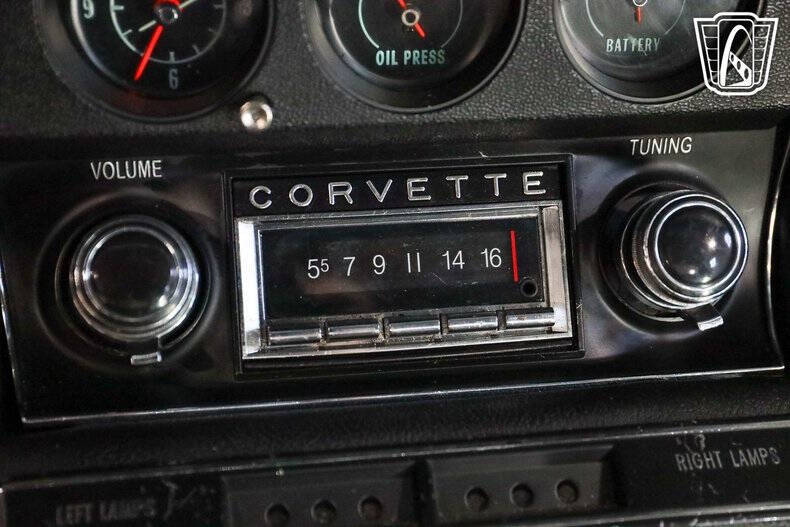 9
6
OIL PRESS
BATTERY
VOLUME
TUNING
CORVETTE
55 7 9 11 14 16
LEFT LAMPS
RIGHT LAMPS